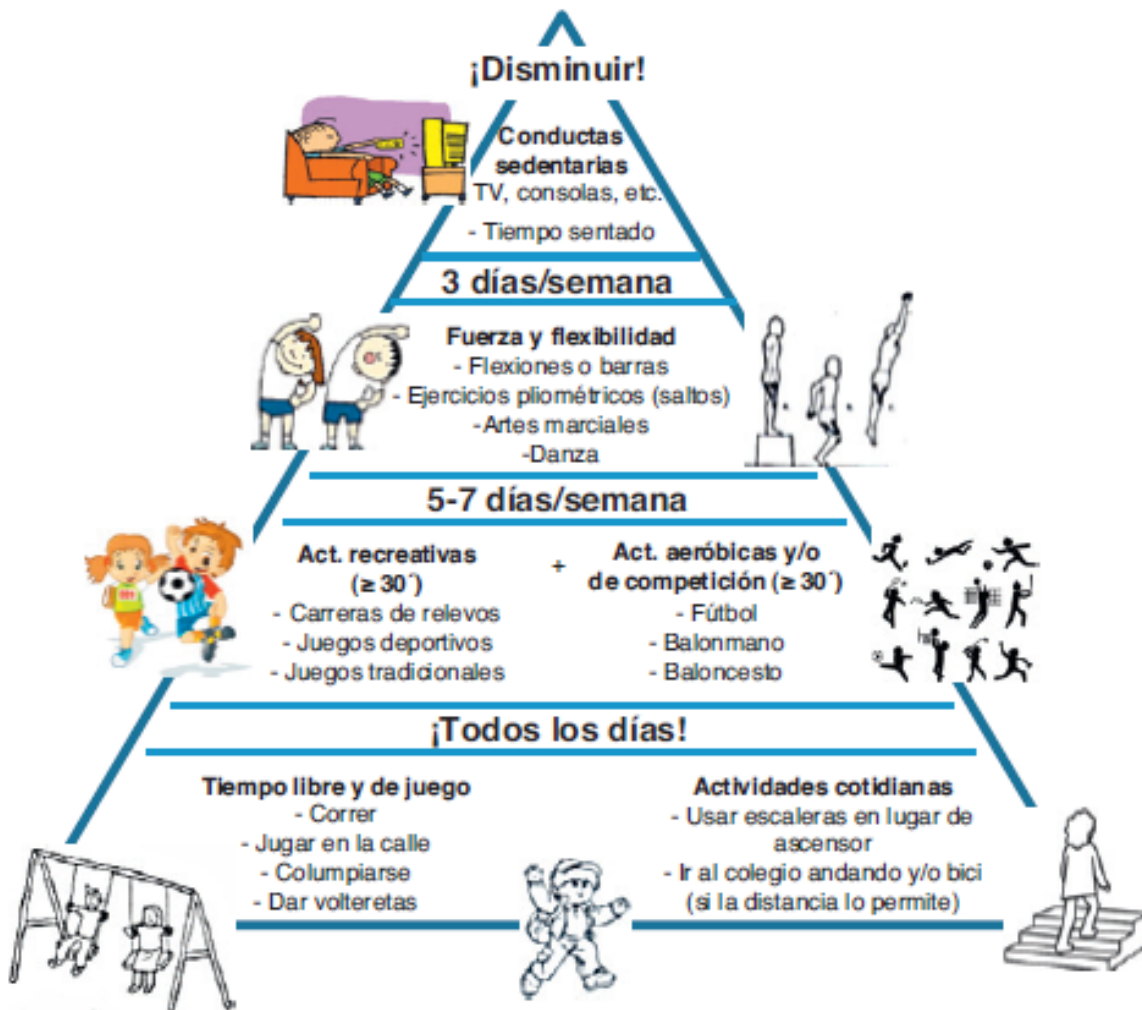 ¡Disminuir!
Conductas
sedentarias
TV, consolas, etc.
- Tiempo sentado
3 días/semana
Fuerza y flexibilidad
- Flexiones o barras
- Ejercicios pliométricos (saltos)
-Artes marciales
-Danza
5-7 días/semana
Act. recreativas
(≥ 30´)
- Carreras de relevos
- Juegos deportivos
- Juegos tradicionales
+
Act. aeróbicas y/o
de competición (≥ 30´)
- Fútbol
- Balonmano
- Baloncesto
¡Todos los días!
Tiempo libre y de juego
- Correr
- Jugar en la calle
- Columpiarse
- Dar volteretas
Actividades cotidianas
- Usar escaleras en lugar de
ascensor
- Ir al colegio andando y/o bici
(si la distancia lo permite)